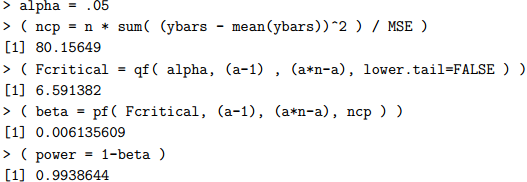 > alpha = .05
> ( ncp = n * sum( (ybars - mean(ybars))^2 ) / MSE )
[1] 80.15649
> ( Fcritical = qf( alpha, (a-1) , (a*n-a), lower.tail=FALSE ) )
[1] 6.591382
> ( beta = pf( Fcritical, (a-1), (a*n-a), ncp ) )
[1] 0.006135609
> ( power = 1-beta )
[1] 0.9938644